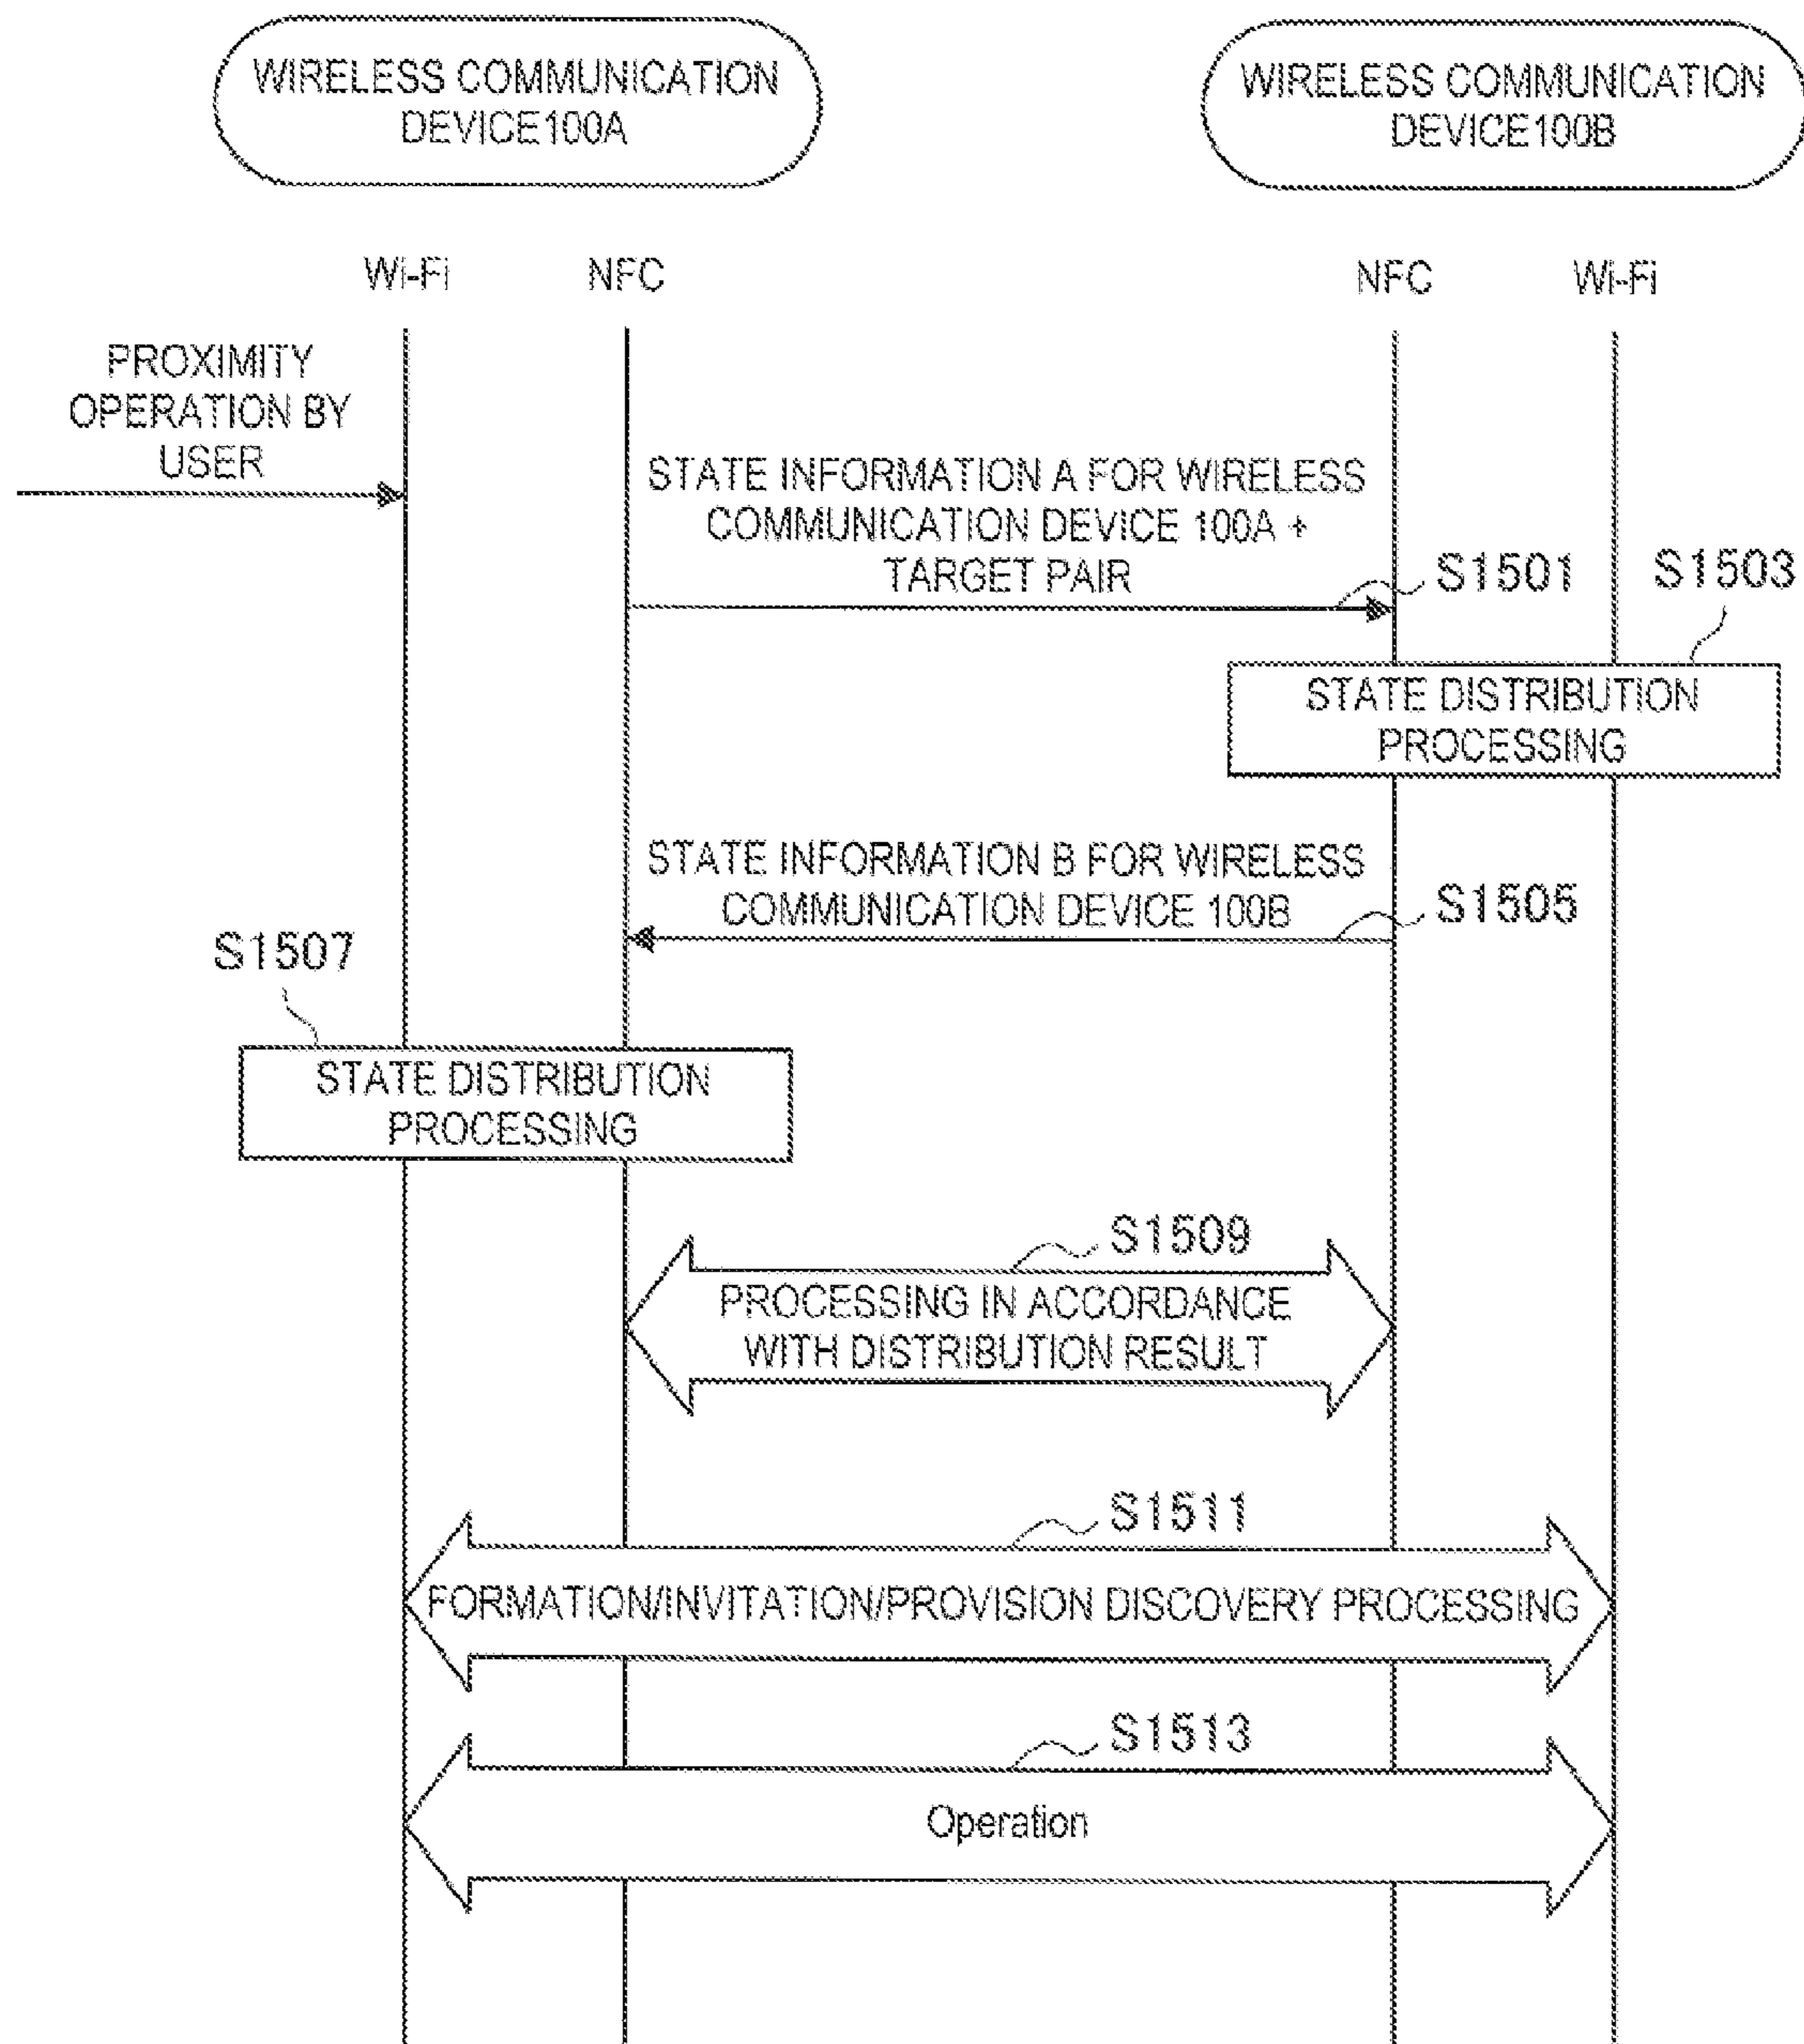 WIRELESS COMMUNICATION
DEVICE100A
WIRELESS COMMUNICATION
DEVICE100B
Wi-Fi
NFC
NFC
Wi-Fi
PROXIMITY
OPERATION BY
USER
STATE INFORMATION A FOR WIRELESS
COMMUNICATION DEVICE 100A +
TARGET PAIR
S1501
S1503
STATE DISTRIBUTION
PROCESSING
STATE INFORMATION B FOR WIRELESS
COMMUNICATION DEVICE 100B
S1505
S1507
STATE DISTRIBUTION
PROCESSING
S1509
PROCESSING IN ACCORDANCE
WITH DISTRIBUTION RESULT
S1511
FORMATION/INVITATION/PROVISION DISCOVERY PROCESSING
S1513
Operation